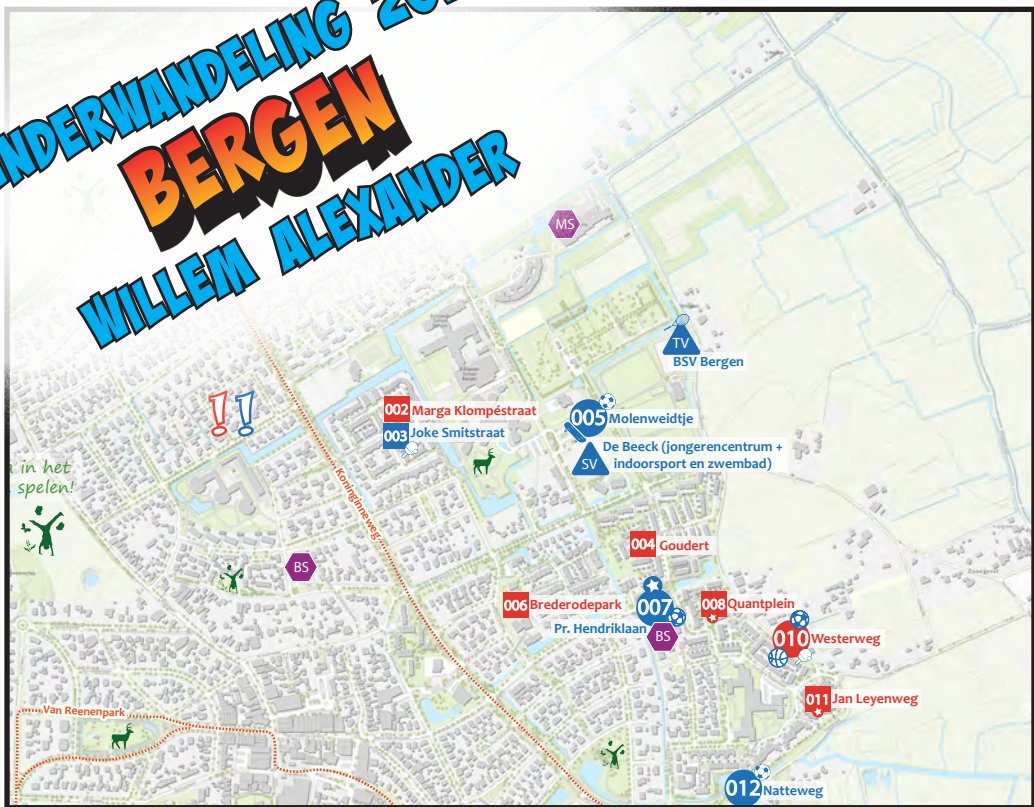 BERGEN
WILLEM ALEXANDER
MS
TV
BSV Bergen
002 Marga Klompéstraat
003 Joke Smitstraat
005 Molenweidtje
De Beeck (jongerencentrum +
indoorsport en zwembad)
SV
!!
in het
spelen!
Koninginneweg
004 Goudert
BS
006 Brederodepark
007
008 Quantplein
Pr. Hendriklaan
BS
010 Westerweg
011 Jan Leyenweg
Van Reenenpark
012 Natteweg